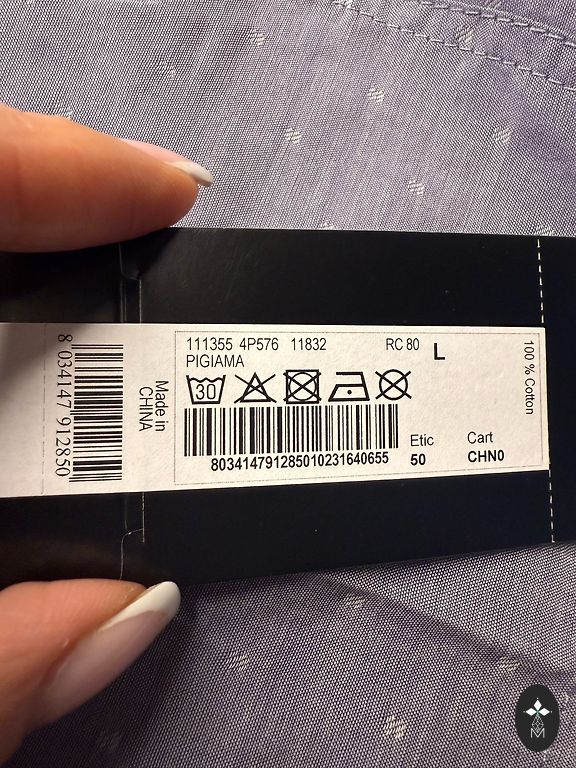 111355 4P576 11832 RC 80 L
PIGIAMA
30
803414791285010231640655
Etic Cart
50 CHN0
100 % Cotton
Made in
CHINA
8 034147 912850
M